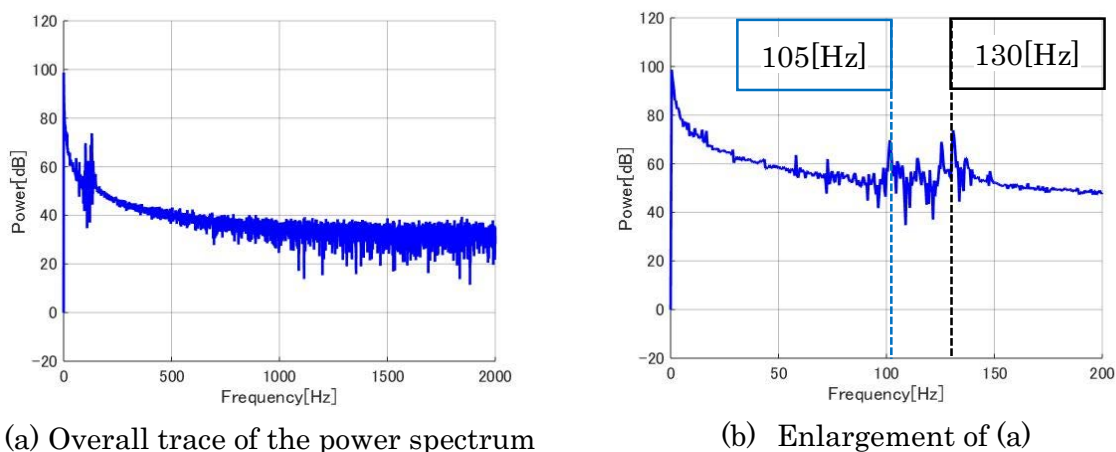 120
100
80
60
40
20
0
−20
Power[dB]
0 500 1000 1500 2000
Frequency[Hz]
(a) Overall trace of the power spectrum
120
100
80
60
40
20
0
−20
Power[dB]
105[Hz]
130[Hz]
0 50 100 150 200
Frequency[Hz]
(b) Enlargement of (a)